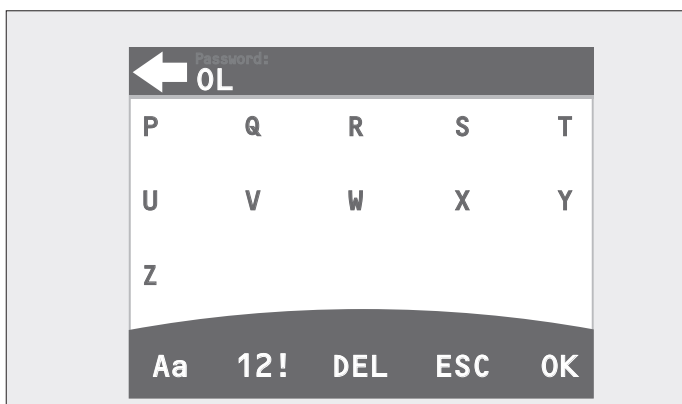 Password:
OL
P Q R S T
U V W X Y
Z
Aa 12! DEL ESC OK